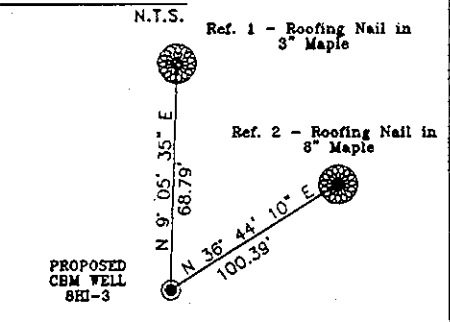 N.T.S.
Ref. 1 - Roofing Nail in
3" Maple
Ref. 2 - Roofing Nail in
8" Maple
N 9° 05' 35" E
68.79'
N 36° 44' 10" E
100.39'
PROPOSED
CBM WELL
8HI-3